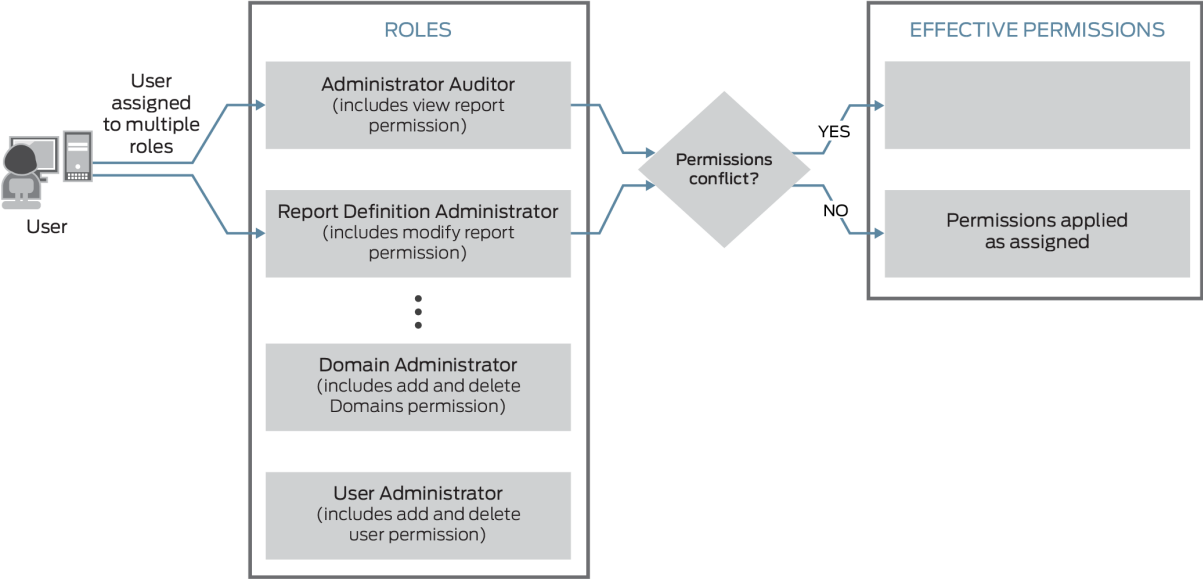 User
assigned
to multiple
roles
User
ROLES
Administrator Auditor
(includes view report
permission)
Report Definition Administrator
(includes modify report
permission)
Domain Administrator
(includes add and delete
Domains permission)
User Administrator
(includes add and delete
user permission)
Permissions
conflict?
YES
NO
EFFECTIVE PERMISSIONS
Permissions applied
as assigned